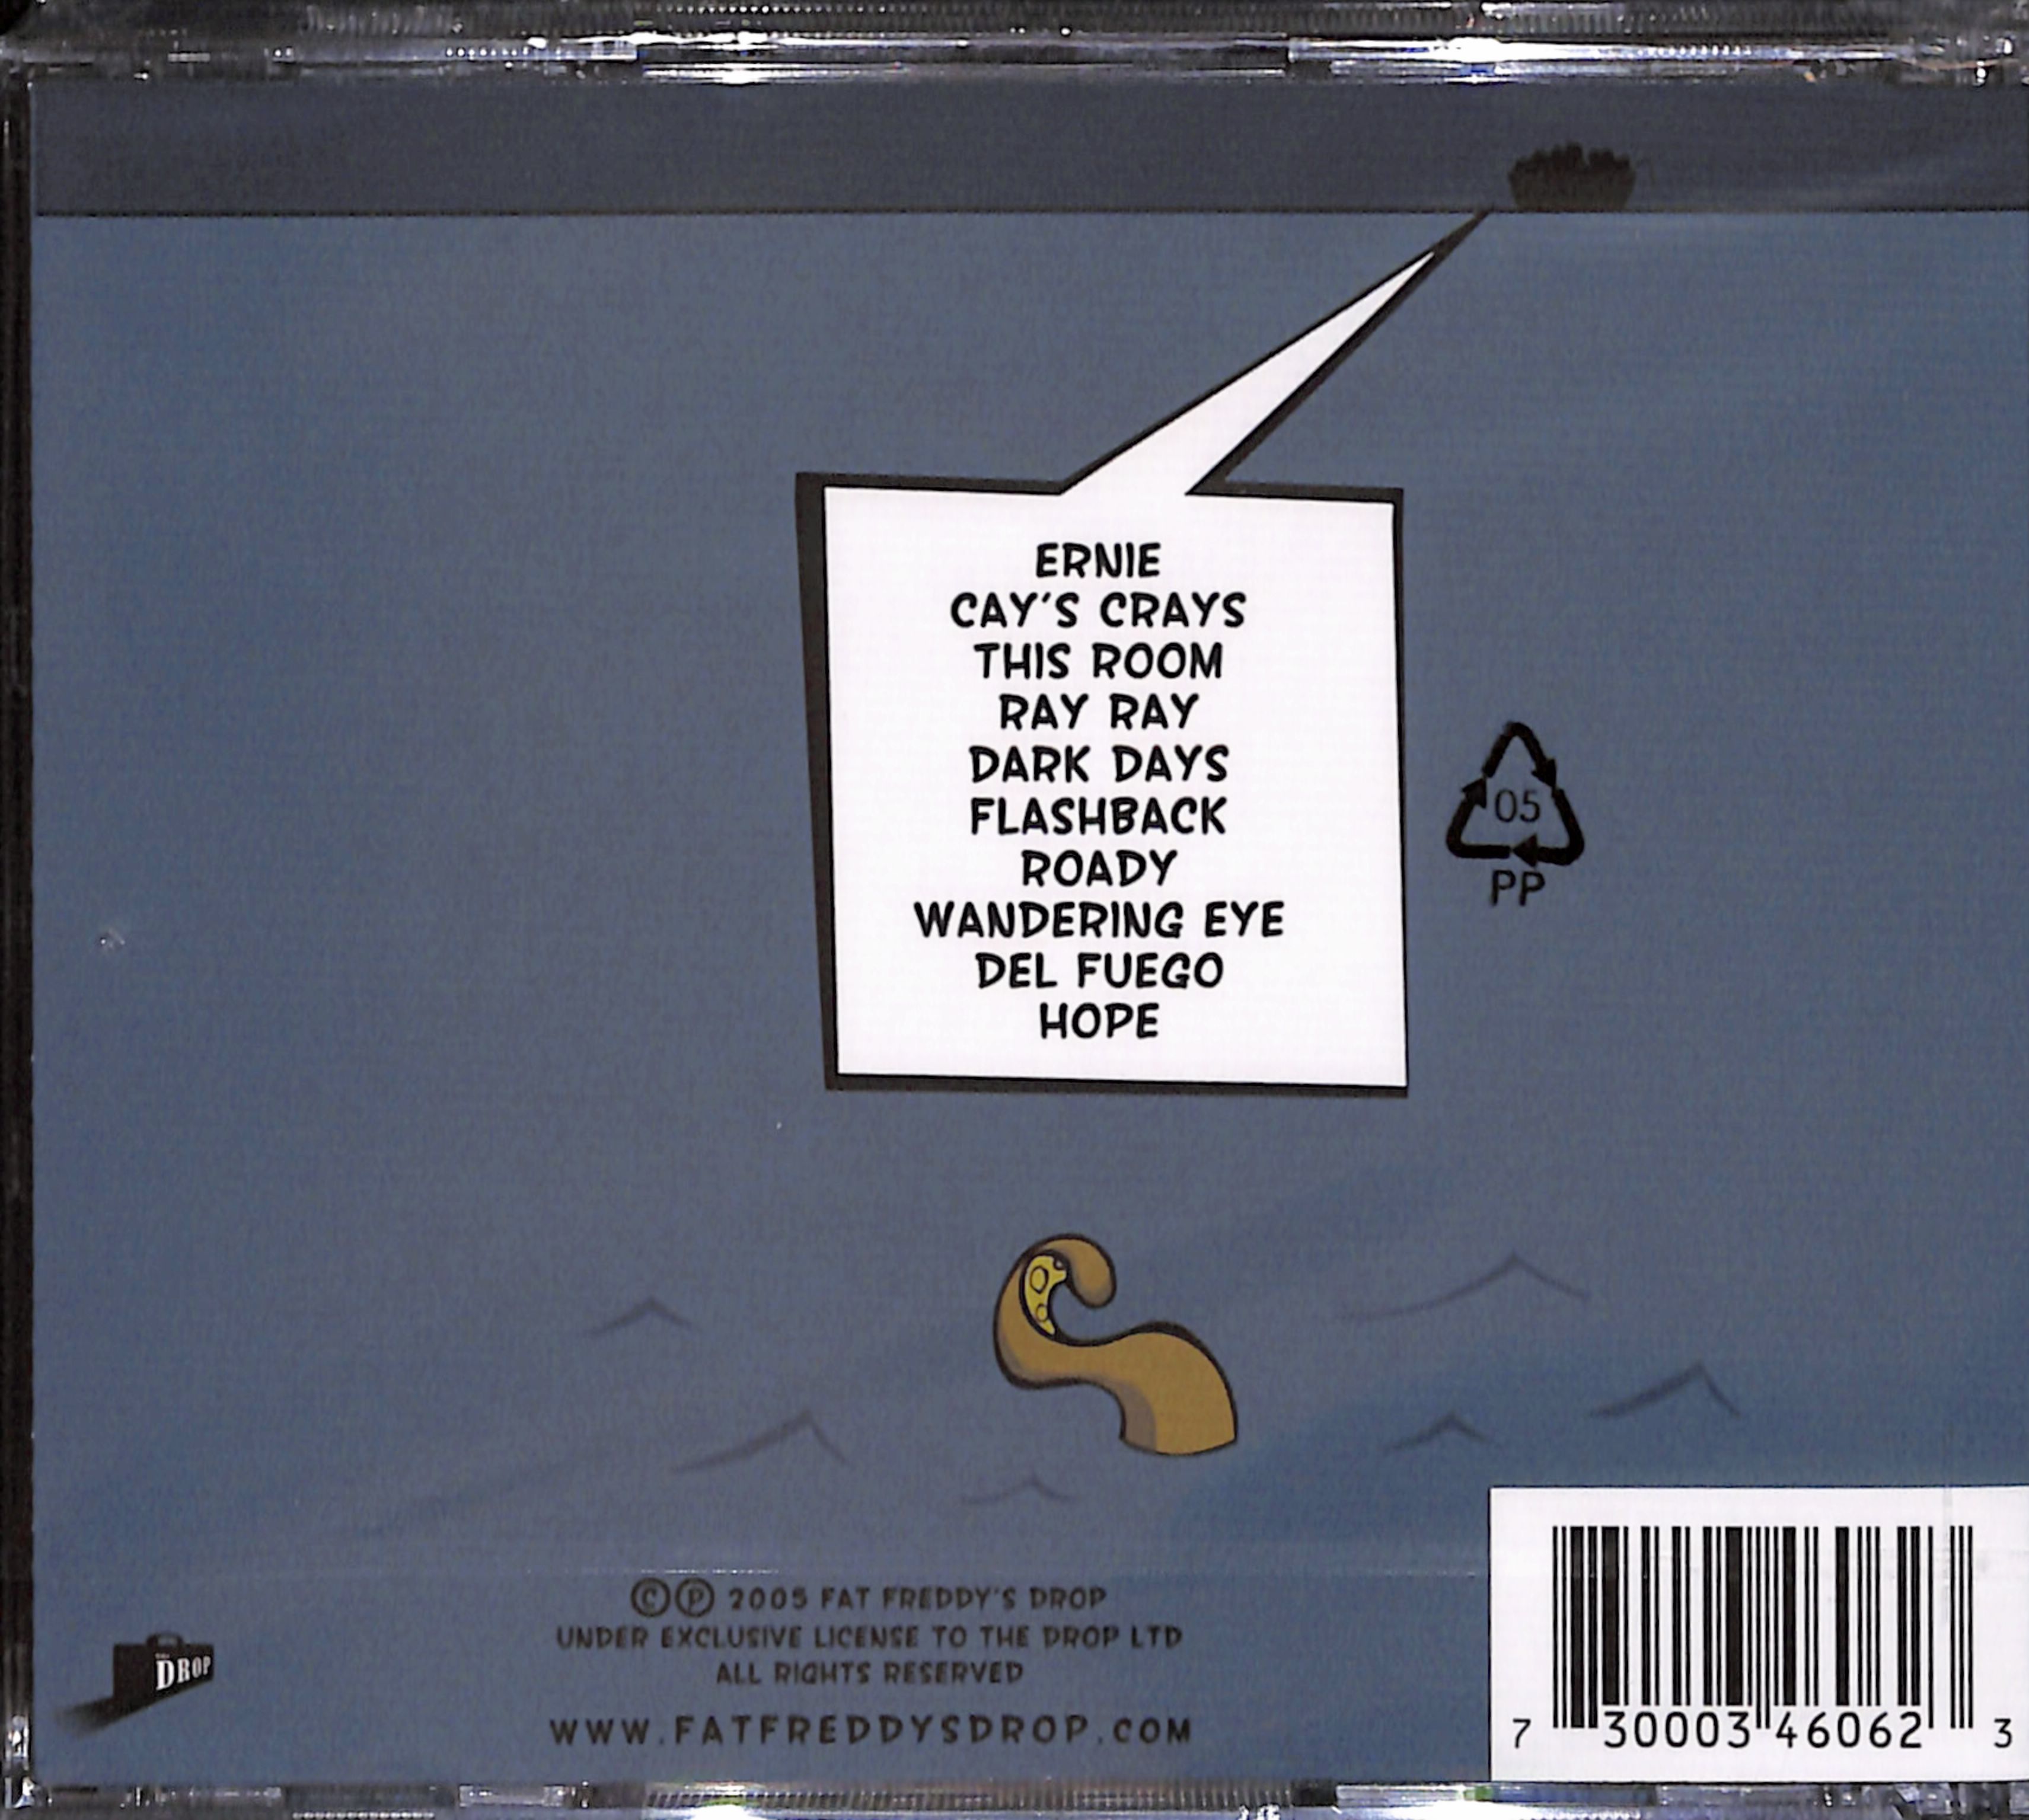 ERNIE
CAY'S CRAYS
THIS ROOM
RAY RAY
DARK DAYS
FLASHBACK
ROADY
WANDERING EYE
DEL FUEGO
HOPE
05
PP
©℗ 2005 FAT FREDDY'S DROP
UNDER EXCLUSIVE LICENSE TO THE DROP LTD
ALL RIGHTS RESERVED
WWW.FATFREDDYSDROP.COM
DROP
7 30003 46062 3